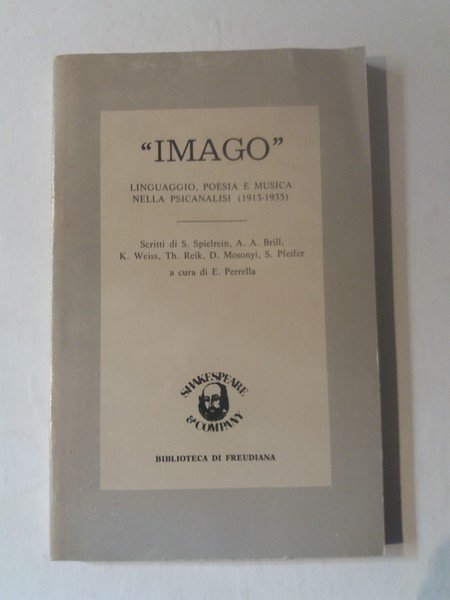 “IMAGO”
LINGUAGGIO, POESIA E MUSICA
NELLA PSICANALISI (1913-1935)
Scritti di S. Spielrein, A. A. Brill,
K. Weiss, Th. Reik, D. Mosonyi, S. Pfeifer
a cura di E. Perrella
SHAKESPEARE
& COMPANY
BIBLIOTECA DI FREUDIANA